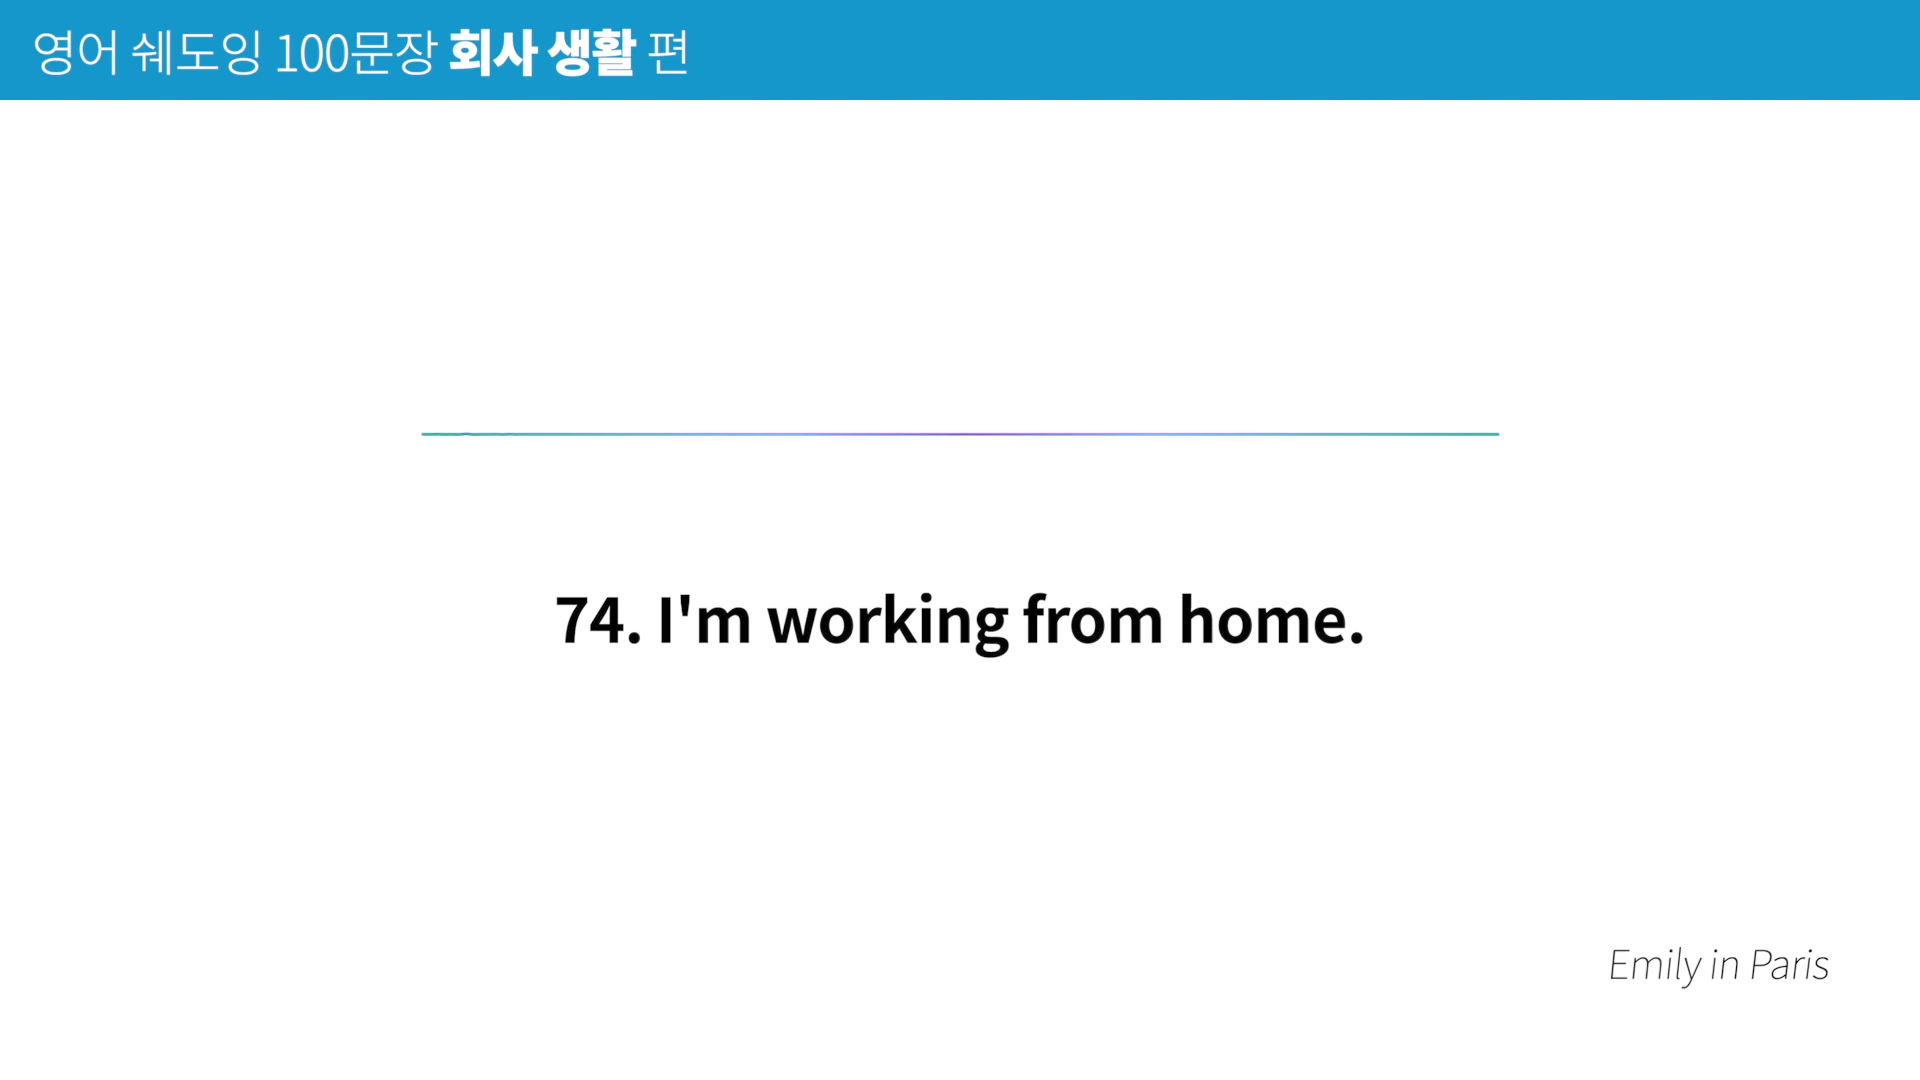 영어 쉐도잉 100문장 회사 생활 편
74. I'm working from home.
Emily in Paris